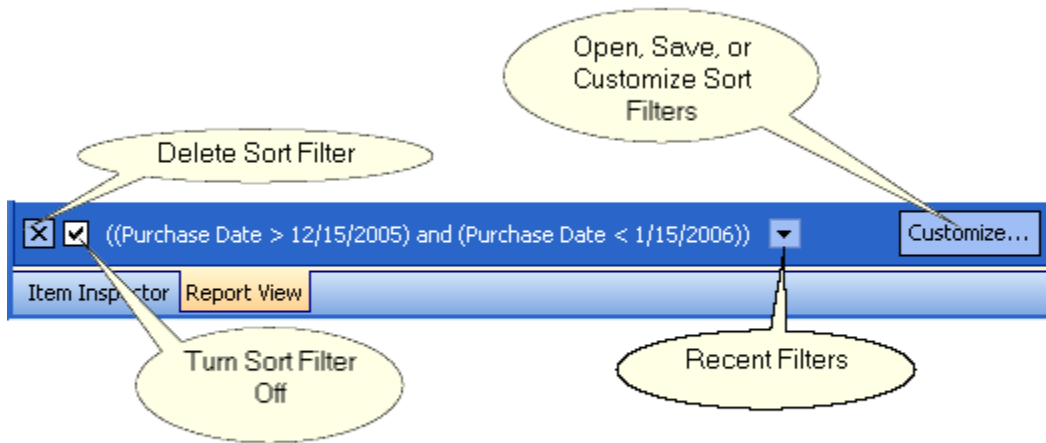 Open, Save, or
Customize Sort
Filters
Delete Sort Filter
((Purchase Date > 12/15/2005) and (Purchase Date < 1/15/2006))
Customize...
Item Inspector
Report View
Turn Sort Filter
Off
Recent Filters